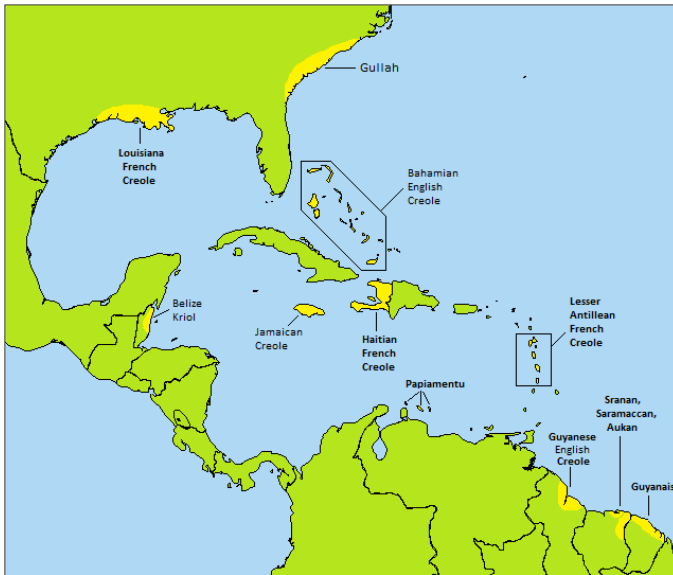 Gullah
Louisiana
French
Creole
Bahamian
English
Creole
Belize
Kriol
Jamaican
Creole
Haitian
French
Creole
Lesser
Antillean
French
Creole
Papiamentu
Sranan,
Saramaccan,
Aukan
Guyanese
English
Creole
Guyanais